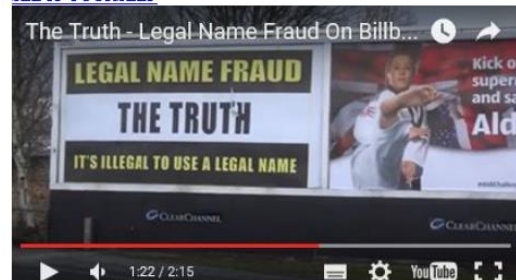 The Truth - Legal Name Fraud On Billb...
LEGAL NAME FRAUD
THE TRUTH
IT'S ILLEGAL TO USE A LEGAL NAME
Kick o
super
and sa
Ald
CLEARCHANNEL
CLEARCHANNEL
1:22 / 2:15
YouTube